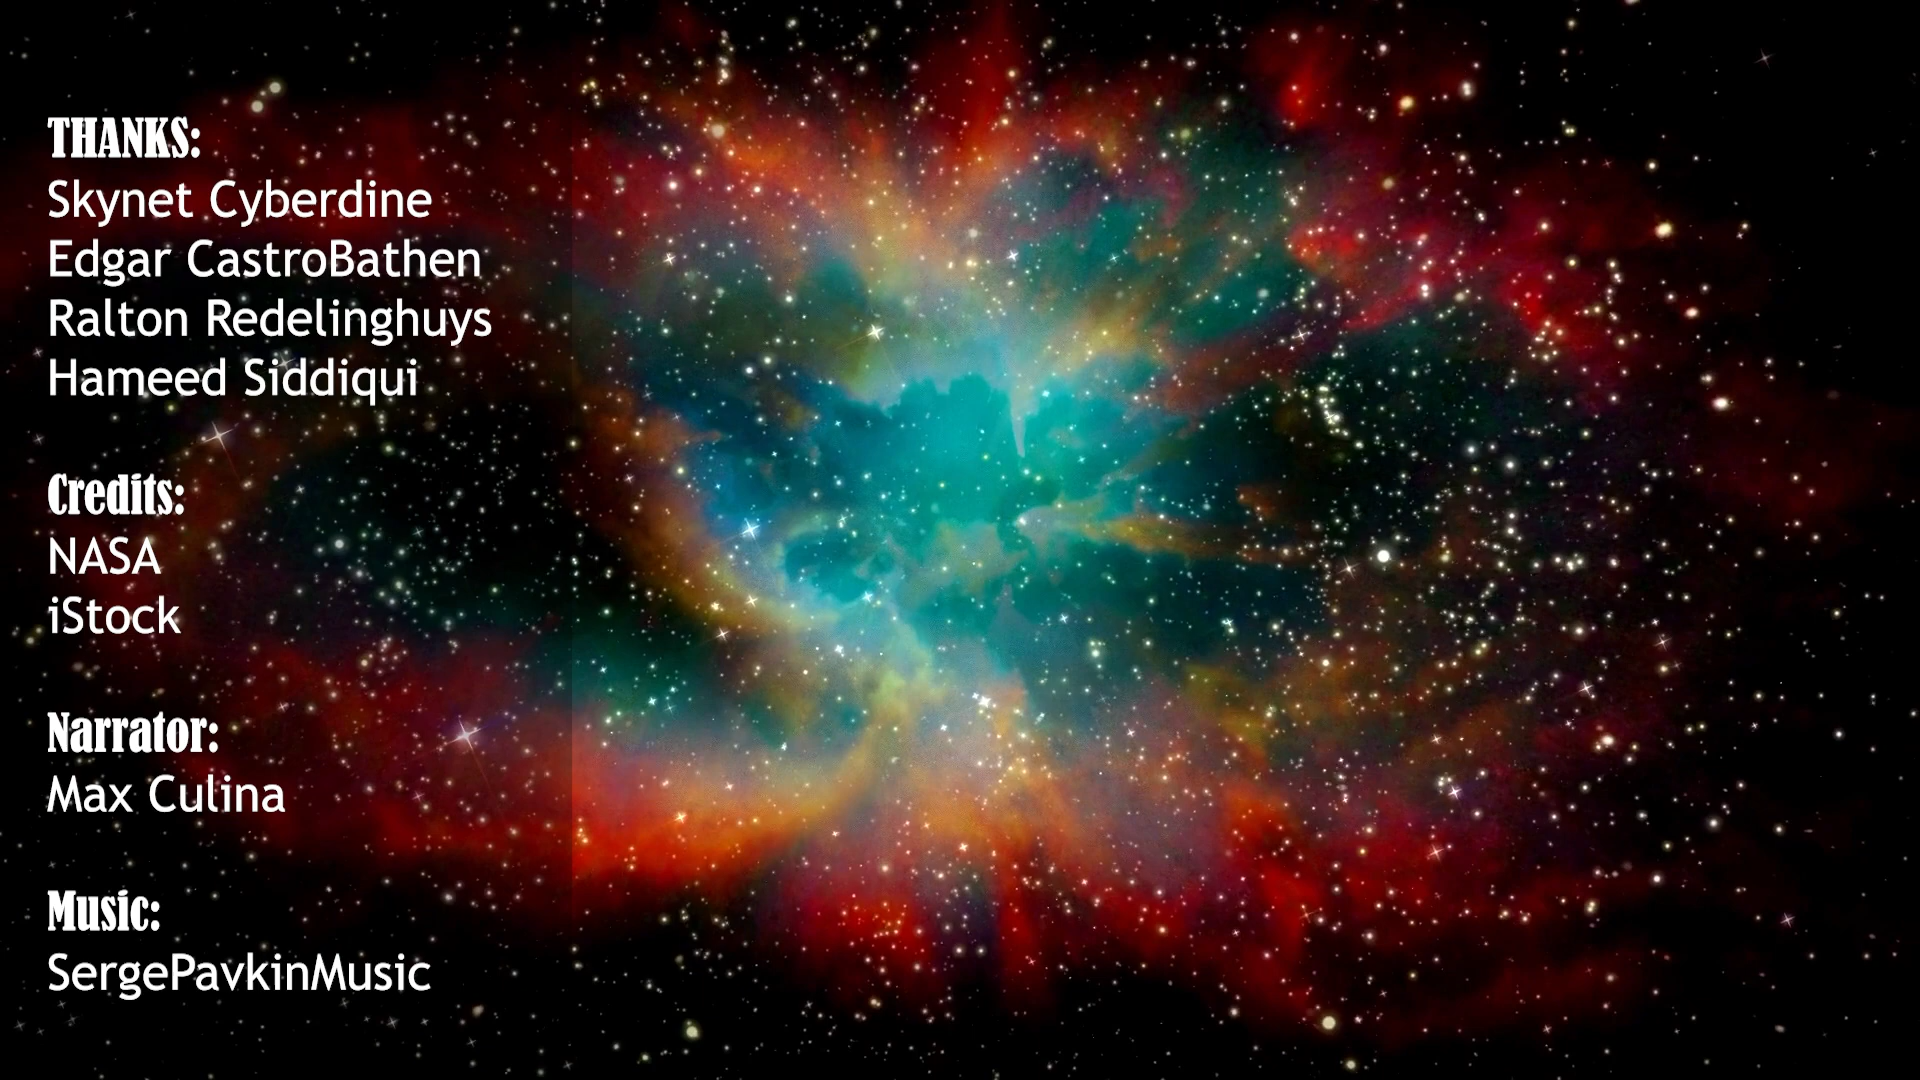 THANKS:
Skynet Cyberdine
Edgar CastroBathen
Ralton Redelinghuys
Hameed Siddiqui
Credits:
NASA
iStock
Narrator:
Max Culina
Music:
SergePavkinMusic